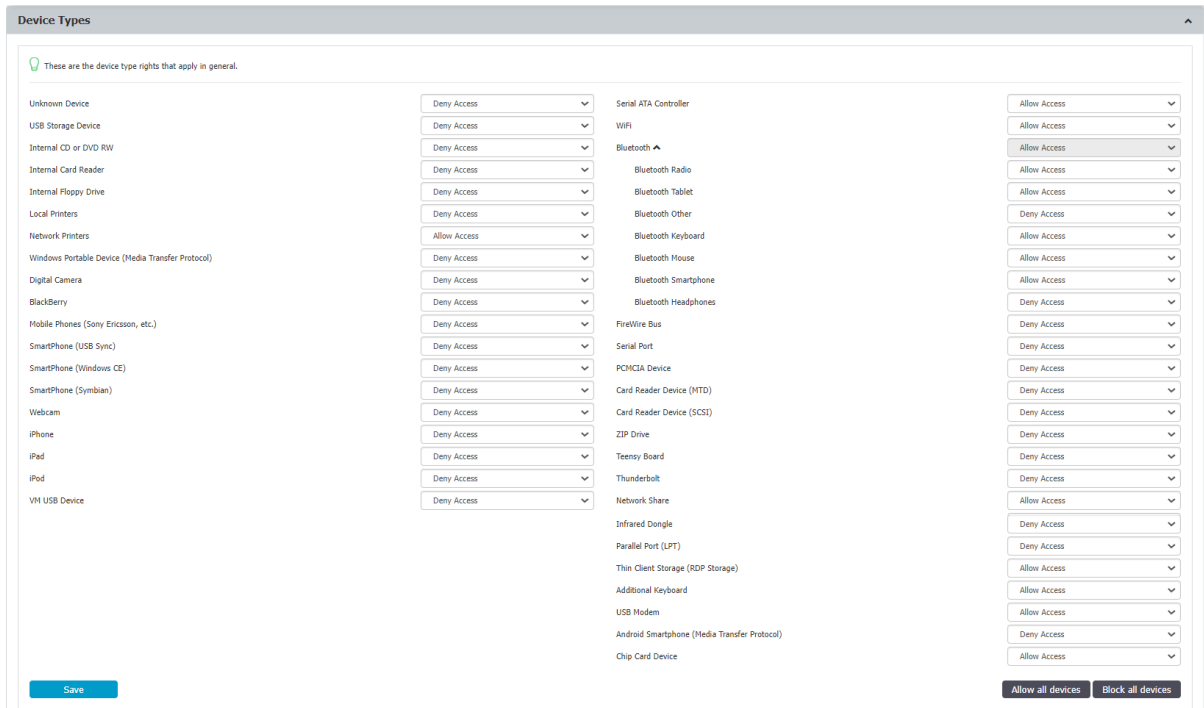 Device Types
These are the device type rights that apply in general.
Unknown Device Deny Access
USB Storage Device Deny Access
Internal CD or DVD RW Deny Access
Internal Card Reader Deny Access
Internal Floppy Drive Deny Access
Local Printers Deny Access
Network Printers Allow Access
Windows Portable Device (Media Transfer Protocol) Deny Access
Digital Camera Deny Access
BlackBerry Deny Access
Mobile Phones (Sony Ericsson, etc.) Deny Access
SmartPhone (USB Sync) Deny Access
SmartPhone (Windows CE) Deny Access
SmartPhone (Symbian) Deny Access
Webcam Deny Access
iPhone Deny Access
iPad Deny Access
iPod Deny Access
VM USB Device Deny Access
Serial ATA Controller Allow Access
WiFi Allow Access
Bluetooth Allow Access
Bluetooth Radio Allow Access
Bluetooth Tablet Allow Access
Bluetooth Other Deny Access
Bluetooth Keyboard Allow Access
Bluetooth Mouse Allow Access
Bluetooth Smartphone Allow Access
Bluetooth Headphones Deny Access
FireWire Bus Deny Access
Serial Port Deny Access
PCMCIA Device Deny Access
Card Reader Device (MTD) Deny Access
Card Reader Device (SCSI) Deny Access
ZIP Drive Deny Access
Teensy Board Deny Access
Thunderbolt Deny Access
Network Share Allow Access
Infrared Dongle Deny Access
Parallel Port (LPT) Deny Access
Thin Client Storage (RDP Storage) Allow Access
Additional Keyboard Allow Access
USB Modem Allow Access
Android Smartphone (Media Transfer Protocol) Deny Access
Chip Card Device Allow Access
Save Allow all devices Block all devices